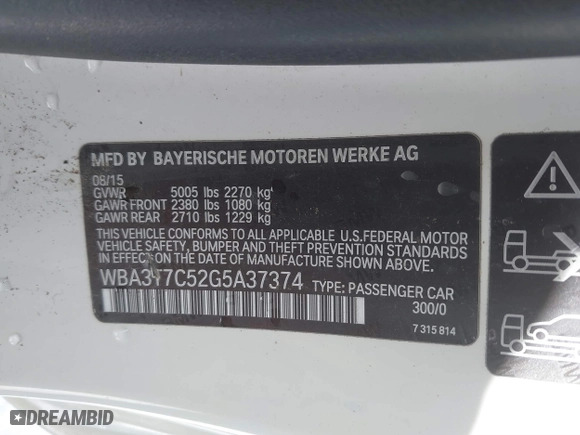 MFD BY BAYERISCHE MOTOREN WERKE AG
08/15
GVWR 5005 lbs 2270 kg
GAWR FRONT 2380 lbs 1080 kg
GAWR REAR 2710 lbs 1229 kg
THIS VEHICLE CONFORMS TO ALL APPLICABLE U.S.FEDERAL MOTOR
VEHICLE SAFETY, BUMPER AND THEFT PREVENTION STANDARDS
IN EFFECT ON THE DATE OF MANUFACTURE SHOWN ABOVE.
WBA3Y7C52G5A37374 TYPE: PASSENGER CAR
300/0
7 315 814
DREAMBID